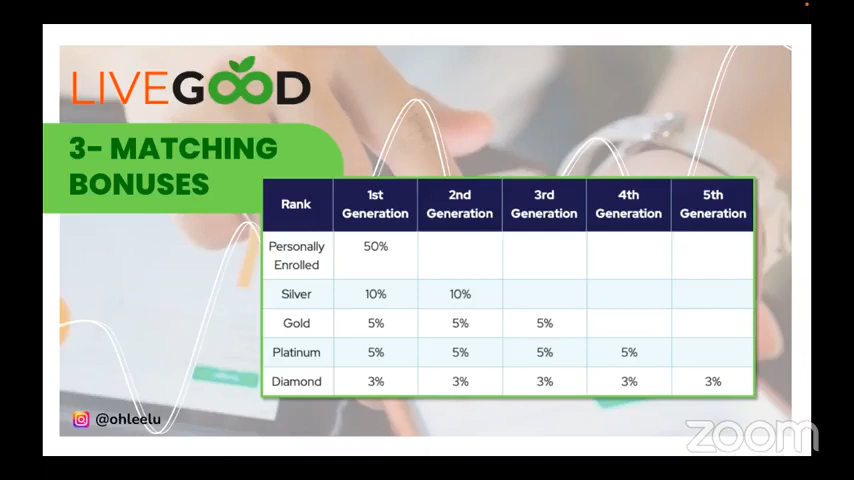 LIVEGOOD
3- MATCHING
BONUSES
Rank 1st Generation 2nd Generation 3rd Generation 4th Generation 5th Generation
Personally Enrolled 50%
Silver 10% 10%
Gold 5% 5% 5%
Platinum 5% 5% 5% 5%
Diamond 3% 3% 3% 3% 3%
@ohleelu
zoom